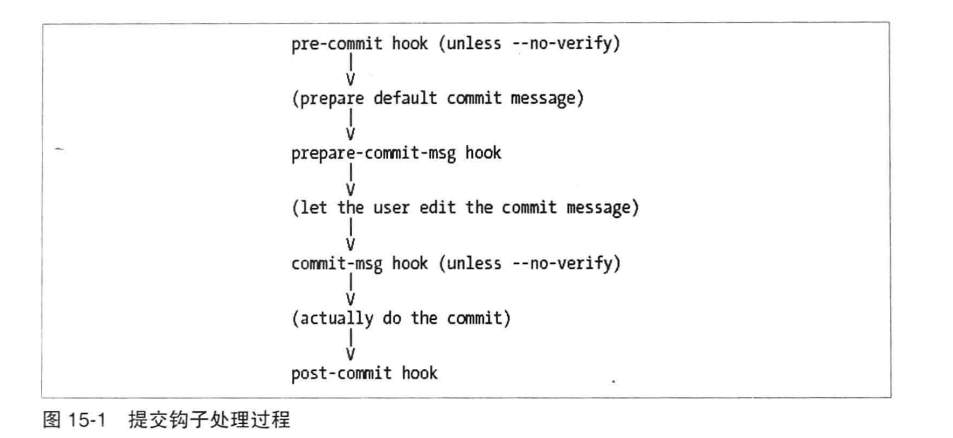 pre-commit hook (unless --no-verify)
|
V
(prepare default commit message)
|
V
prepare-commit-msg hook
|
V
(let the user edit the commit message)
|
V
commit-msg hook (unless --no-verify)
|
V
(actually do the commit)
|
V
post-commit hook
图 15-1 提交钩子处理过程